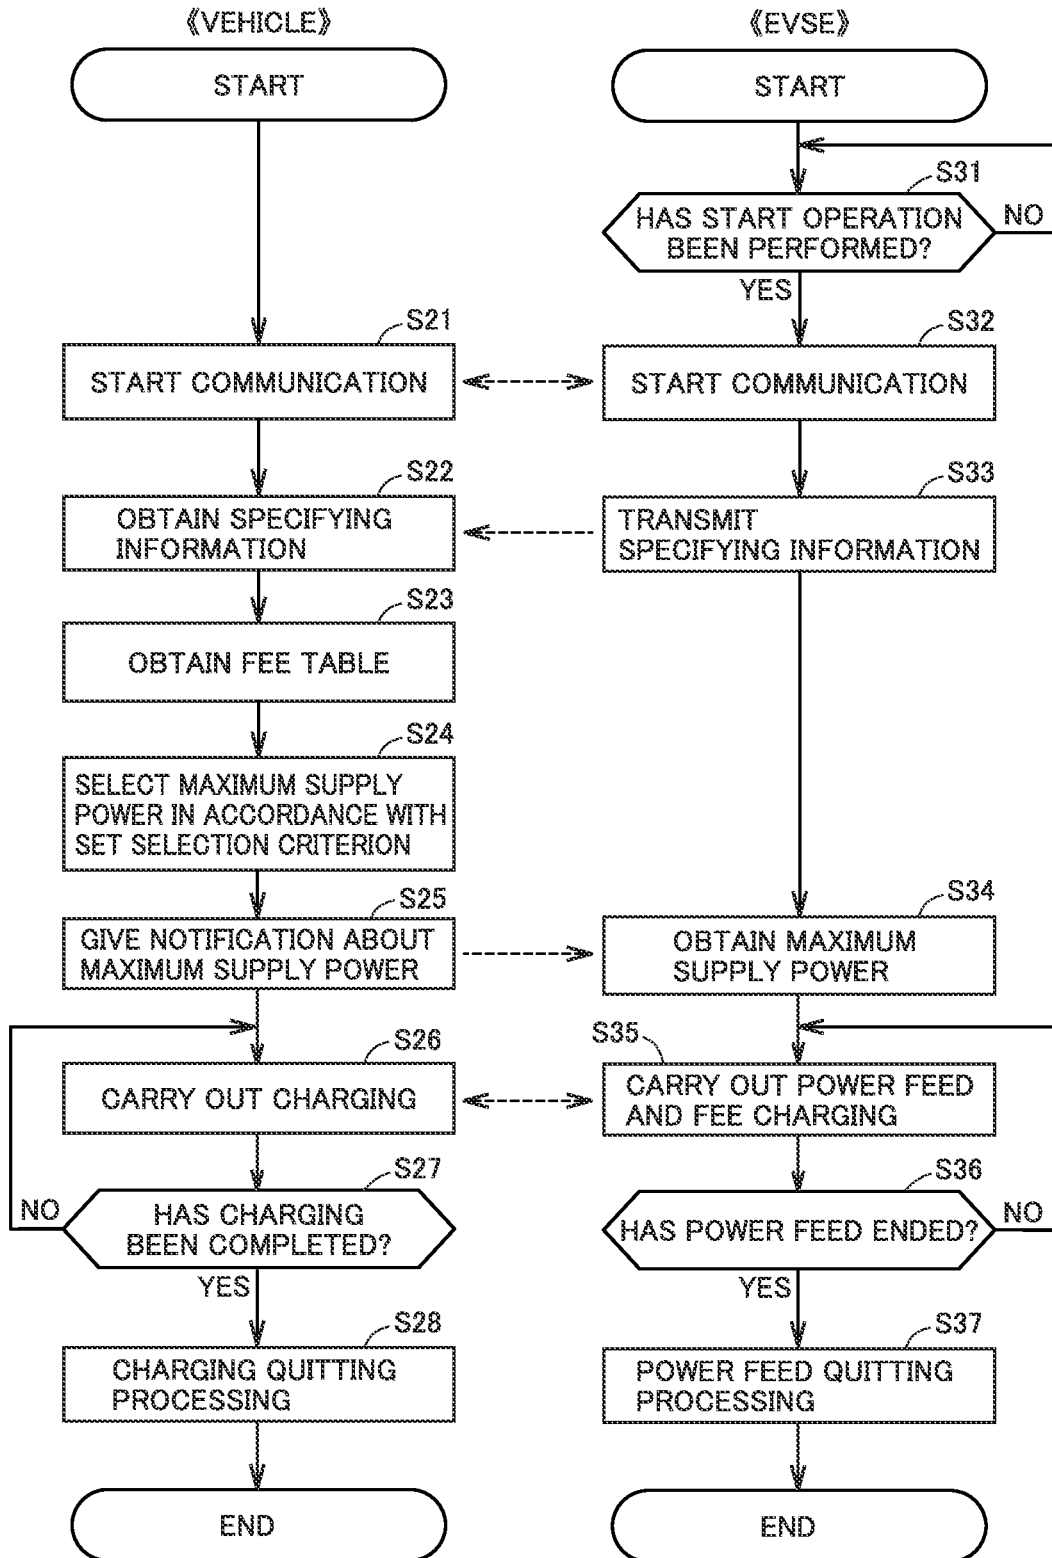 《VEHICLE》
START
S21
START COMMUNICATION
S22
OBTAIN SPECIFYING
INFORMATION
S23
OBTAIN FEE TABLE
S24
SELECT MAXIMUM SUPPLY
POWER IN ACCORDANCE WITH
SET SELECTION CRITERION
S25
GIVE NOTIFICATION ABOUT
MAXIMUM SUPPLY POWER
S26
CARRY OUT CHARGING
S27
NO
HAS CHARGING
BEEN COMPLETED?
YES
S28
CHARGING QUITTING
PROCESSING
END
《EVSE》
START
S31
HAS START OPERATION
BEEN PERFORMED?
NO
YES
S32
START COMMUNICATION
S33
TRANSMIT
SPECIFYING INFORMATION
S34
OBTAIN MAXIMUM
SUPPLY POWER
S35
CARRY OUT POWER FEED
AND FEE CHARGING
S36
HAS POWER FEED ENDED?
NO
YES
S37
POWER FEED QUITTING
PROCESSING
END